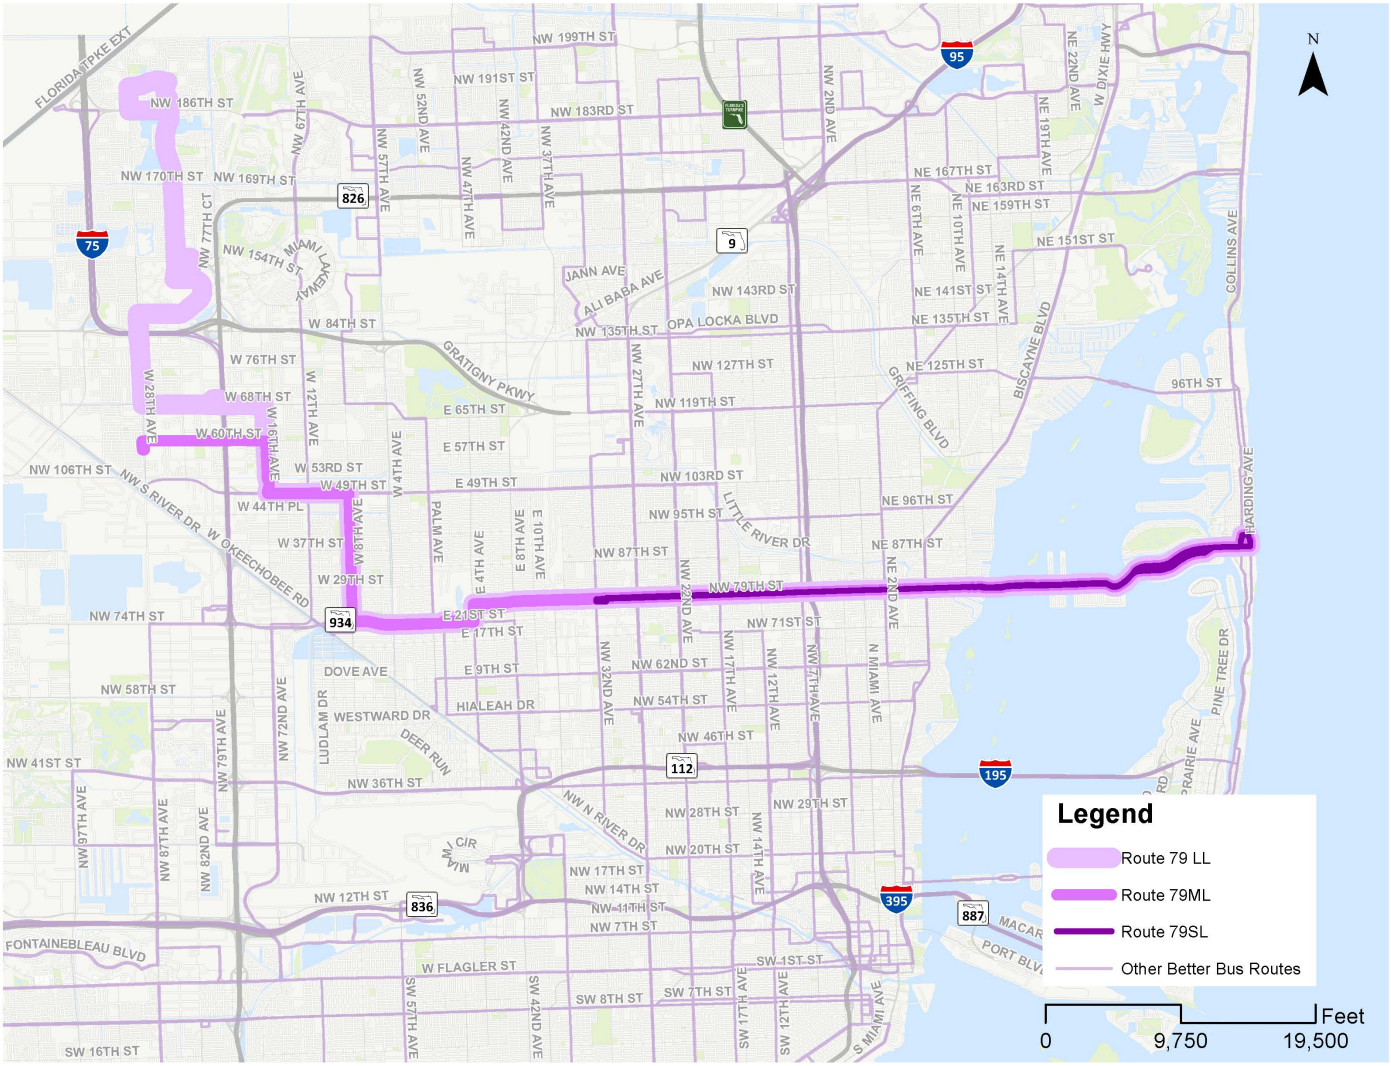 NW 199TH ST
FLORIDA TPKE EXT
95
N
NE 22ND AVE
W DIXIE HWY
NW 191ST ST
NW 67TH AVE
NW 52ND AVE
NW 42ND AVE
NW 2ND AVE
NW 186TH ST
NW 183RD ST
FLORIDA'S TURNPIKE
NE 19TH AVE
NW 57TH AVE
NW 47TH AVE
NW 37TH AVE
NW 170TH ST
NW 169TH ST
NE 167TH ST
NE 163RD ST
826
NE 159TH ST
NE 6TH AVE
NE 10TH AVE
NW 77TH CT
75
9
NE 151ST ST
COLLINS AVE
NW 154TH ST
MIAMI LAKEWAY
JANN AVE
ALI BABA AVE
NW 143RD ST
NE 141ST ST
NE 14TH AVE
W 84TH ST
NW 135TH ST
OPA LOCKA BLVD
NE 135TH ST
BISCAYNE BLVD
GRATIGNY PKWY
W 76TH ST
NW 27TH AVE
NW 127TH ST
NE 125TH ST
GRIFFING BLVD
96TH ST
W 28TH AVE
W 68TH ST
W 12TH AVE
E 65TH ST
NW 119TH ST
W 16TH AVE
W 60TH ST
W 4TH AVE
E 57TH ST
HARDING AVE
NW 106TH ST
W 53RD ST
NW S RIVER DR
W 49TH ST
E 49TH ST
NW 103RD ST
W 44TH PL
W 8TH AVE
PALM AVE
E 8TH AVE
E 10TH AVE
NW 95TH ST
LITTLE RIVER DR
NE 96TH ST
W OKEECHOBEE RD
W 37TH ST
E 4TH AVE
NW 87TH ST
NE 87TH ST
W 29TH ST
NW 22ND AVE
NW 79TH ST
NE 2ND AVE
NW 74TH ST
934
E 21ST ST
E 17TH ST
NW 71ST ST
DOVE AVE
E 9TH ST
NW 32ND AVE
NW 62ND ST
NW 17TH AVE
NW 12TH AVE
NW 7TH AVE
N MIAMI AVE
PINE TREE DR
NW 58TH ST
NW 72ND AVE
LUDLAM DR
HIALEAH DR
NW 54TH ST
NW 79TH AVE
WESTWARD DR
DEER RUN
NW 46TH ST
PRAIRIE AVE
NW 41ST ST
112
195
RD
NW 36TH ST
NW N RIVER DR
NW 28TH ST
NW 29TH ST
NW 97TH AVE
NW 87TH AVE
NW 82ND AVE
MIA CIR
NW 20TH ST
NW 14TH AVE
NW 17TH ST
NW 12TH ST
836
NW 14TH ST
NW 11TH ST
395
887
MACAR
NW 7TH ST
PORT BLV
FONTAINEBLEAU BLVD
W FLAGLER ST
SW 1ST ST
SW 57TH AVE
SW 42ND AVE
SW 8TH ST
SW 7TH ST
SW 17TH AVE
SW 12TH AVE
S MIAMI AVE
SW 16TH ST
Legend
Route 79 LL
Route 79ML
Route 79SL
Other Better Bus Routes
Feet
0 9,750 19,500